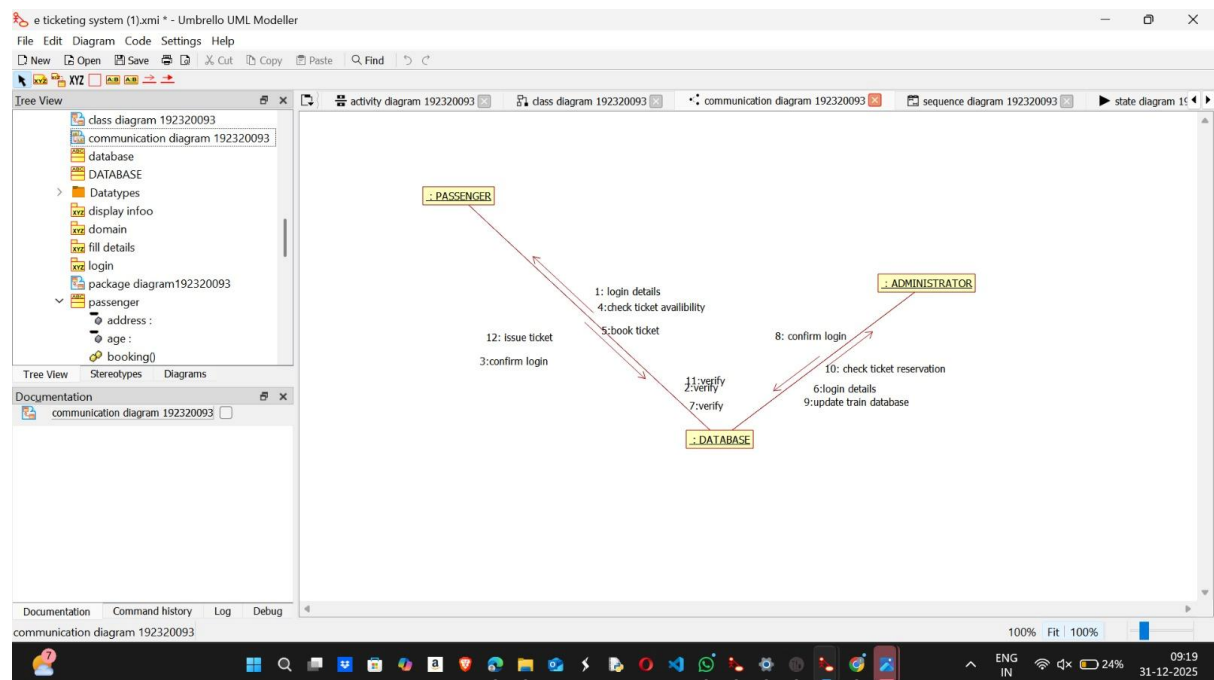 e ticketing system (1).xmi * - Umbrello UML Modeller
File Edit Diagram Code Settings Help
New Open Save Cut Copy Paste Find
XYZ
Tree View
activity diagram 192320093
class diagram 192320093
communication diagram 192320093
sequence diagram 192320093
state diagram 19
class diagram 192320093
communication diagram 192320093
database
DATABASE
Datatypes
display infoo
domain
fill details
login
package diagram192320093
passenger
address :
age :
booking()
Tree View Stereotypes Diagrams
Documentation
communication diagram 192320093
Documentation Command history Log Debug
: PASSENGER
: ADMINISTRATOR
1: login details
4:check ticket availibility
5:book ticket
12: issue ticket
3:confirm login
8: confirm login
10: check ticket reservation
11:verify
2:verify
6:login details
7:verify
9:update train database
: DATABASE
communication diagram 192320093
100% Fit 100%
7
ENG
IN
24%
09:19
31-12-2025